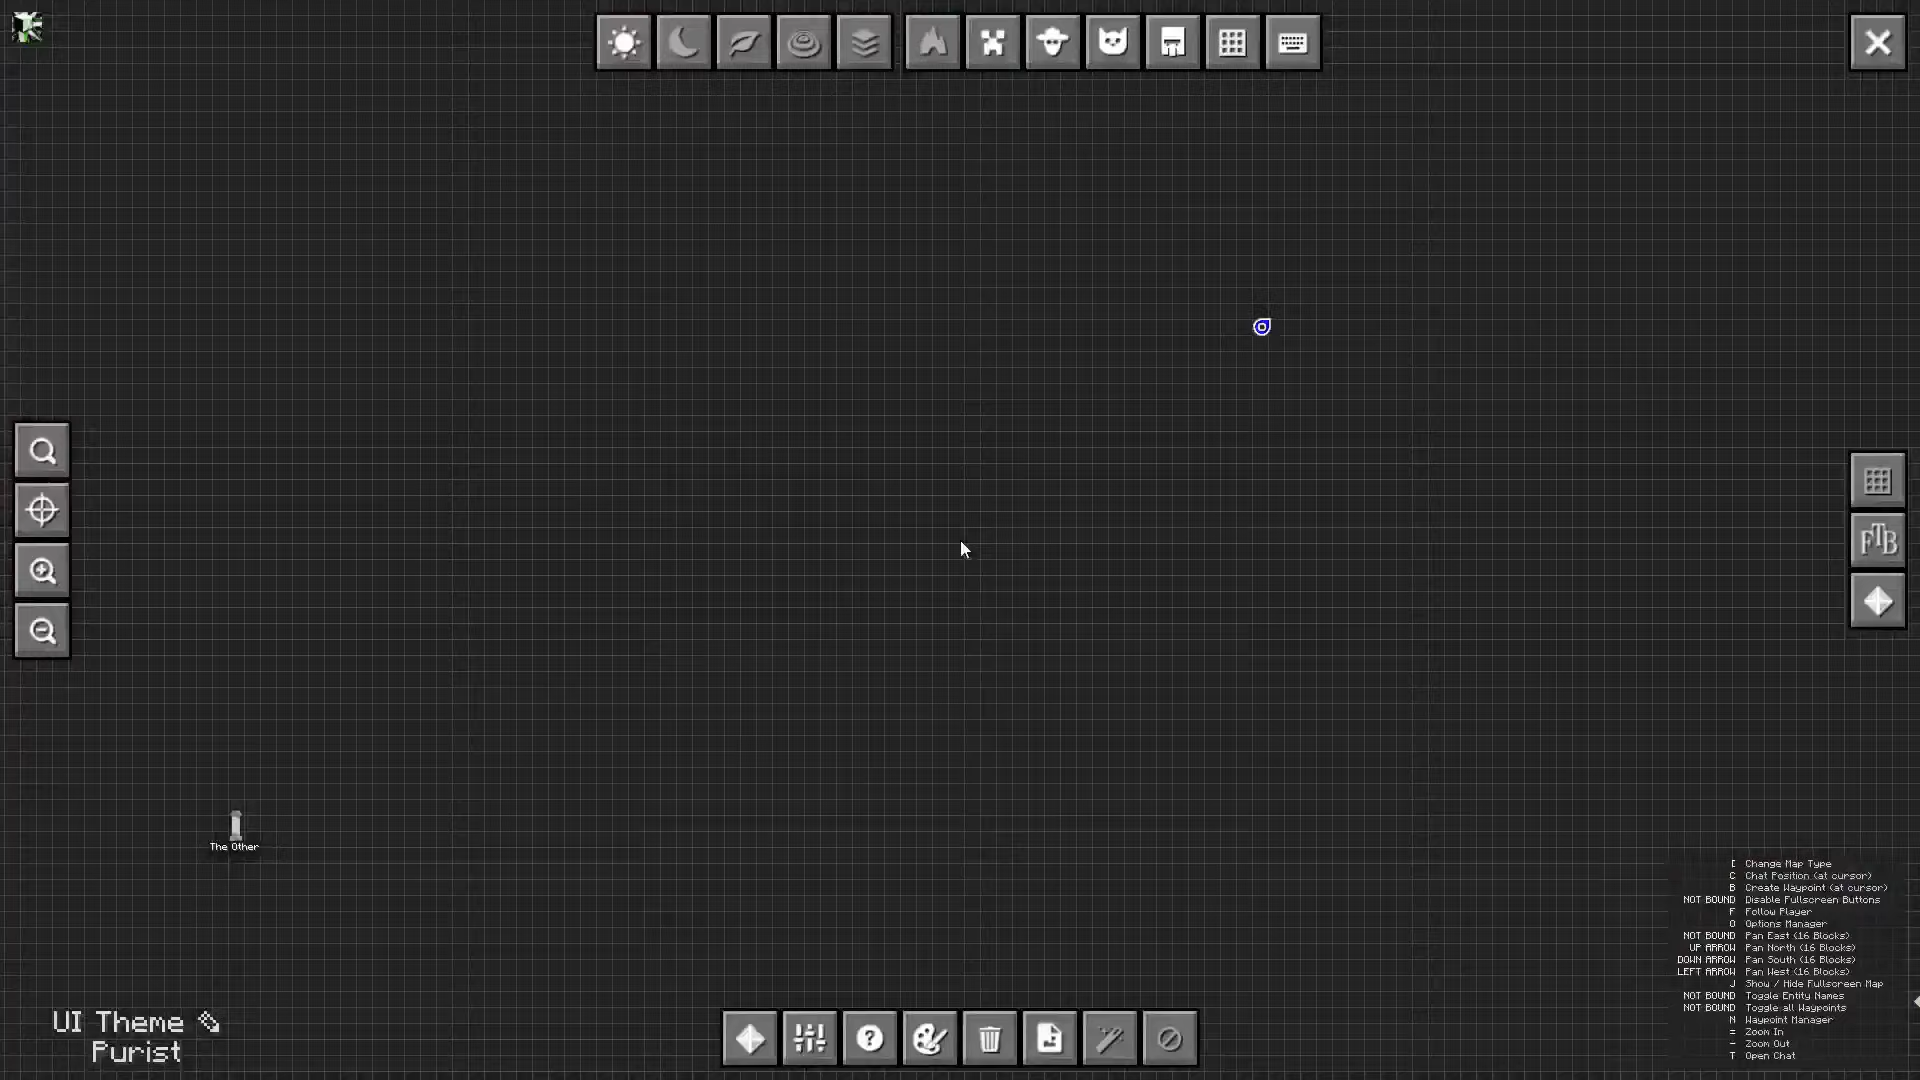 FTB
The Other
[ Change Map Type
C Chat Position (at cursor)
B Create Waypoint (at cursor)
NOT BOUND Disable Fullscreen Buttons
F Follow Player
O Options Manager
NOT BOUND Pan East (16 Blocks)
UP ARROW Pan North (16 Blocks)
DOWN ARROW Pan South (16 Blocks)
LEFT ARROW Pan West (16 Blocks)
J Show / Hide Fullscreen Map
NOT BOUND Toggle Entity Names
NOT BOUND Toggle all Waypoints
N Waypoint Manager
= Zoom In
- Zoom Out
T Open Chat
UI Theme
Purist